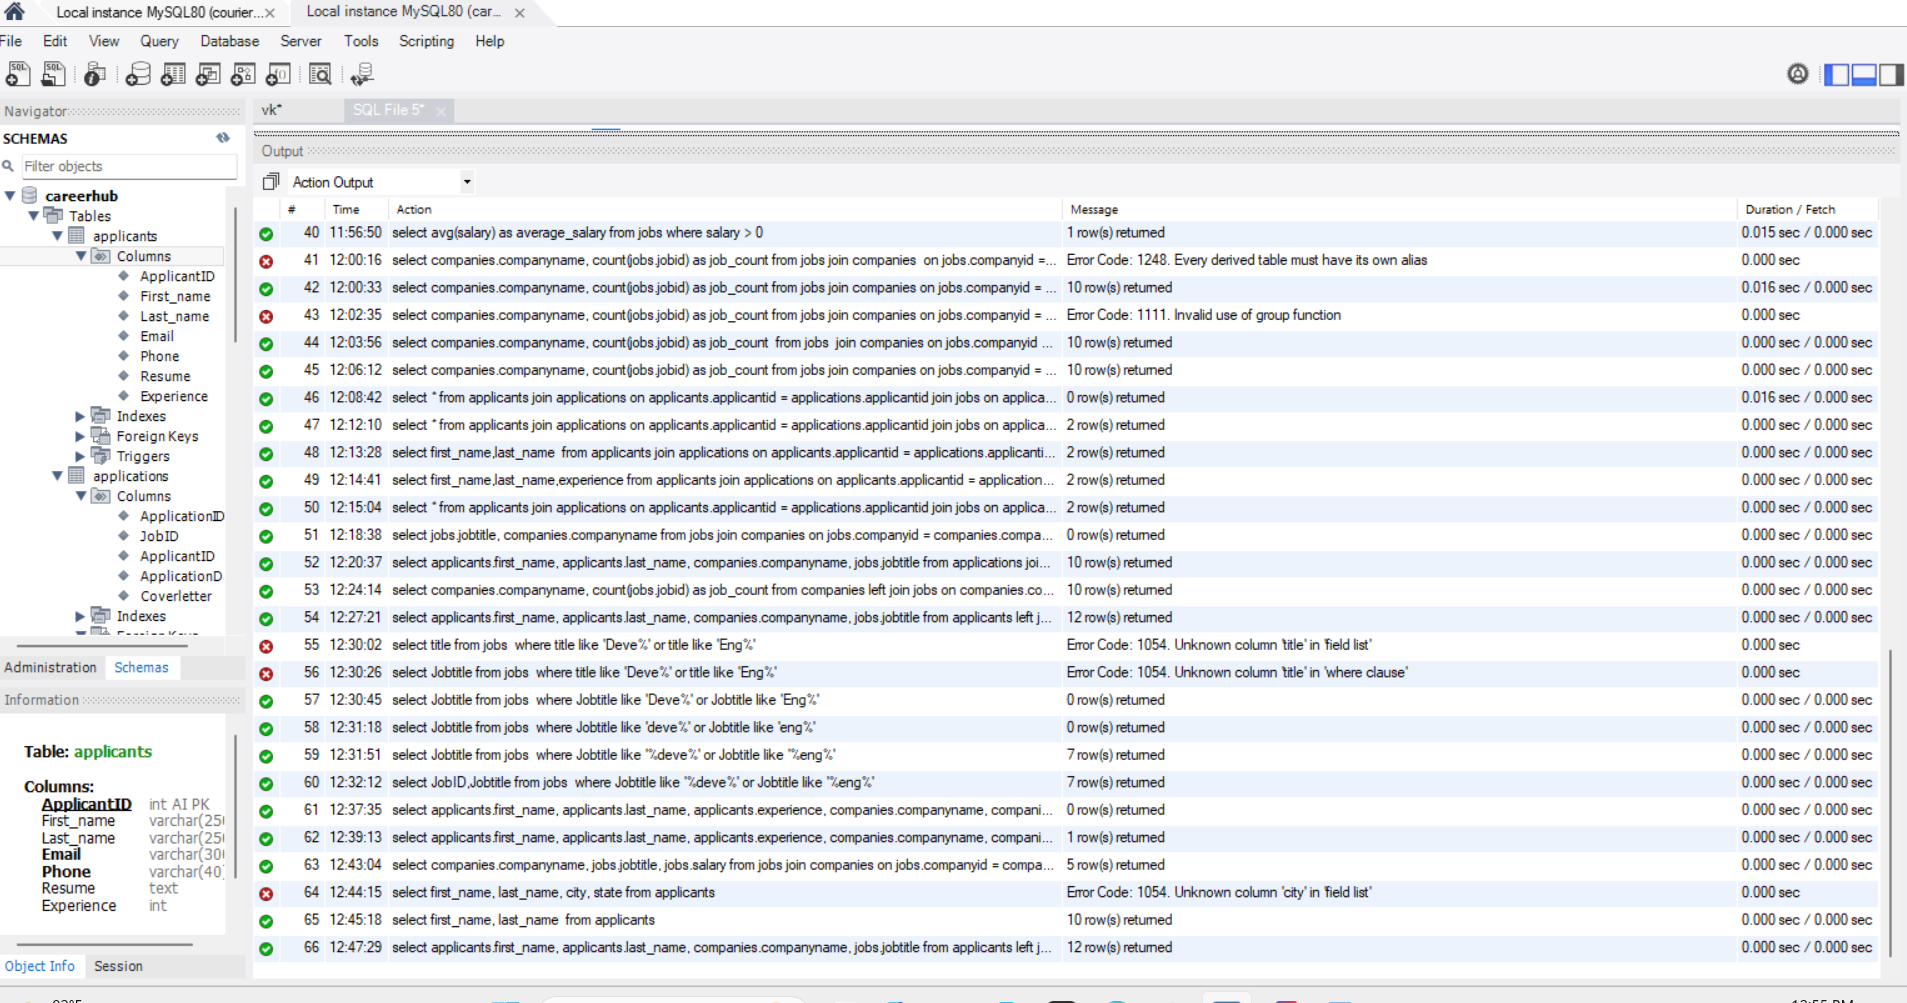 Local instance MySQL80 (courier... Local instance MySQL80 (car...
File Edit View Query Database Server Tools Scripting Help
Navigator
vk* SQL File 5*
SCHEMAS
Filter objects
careerhub
Tables
applicants
Columns
ApplicantID
First_name
Last_name
Email
Phone
Resume
Experience
Indexes
Foreign Keys
Triggers
applications
Columns
ApplicationID
JobID
ApplicantID
ApplicationD
Coverletter
Indexes
Foreign Keys
Administration Schemas
Information
Table: applicants
Columns:
ApplicantID int AI PK
First_name varchar(250
Last_name varchar(250
Email varchar(300
Phone varchar(40)
Resume text
Experience int
Object Info Session
Output
Action Output
# Time Action Message Duration / Fetch
40 11:56:50 select avg(salary) as average_salary from jobs where salary > 0 1 row(s) returned 0.015 sec / 0.000 sec
41 12:00:16 select companies.companyname, count(jobs.jobid) as job_count from jobs join companies  on jobs.companyid =... Error Code: 1248. Every derived table must have its own alias 0.000 sec
42 12:00:33 select companies.companyname, count(jobs.jobid) as job_count from jobs join companies on jobs.companyid = ... 10 row(s) returned 0.016 sec / 0.000 sec
43 12:02:35 select companies.companyname, count(jobs.jobid) as job_count from jobs join companies on jobs.companyid = ... Error Code: 1111. Invalid use of group function 0.000 sec
44 12:03:56 select companies.companyname, count(jobs.jobid) as job_count  from jobs  join companies on jobs.companyid ... 10 row(s) returned 0.000 sec / 0.000 sec
45 12:06:12 select companies.companyname, count(jobs.jobid) as job_count from jobs join companies on jobs.companyid = ... 10 row(s) returned 0.000 sec / 0.000 sec
46 12:08:42 select * from applicants join applications on applicants.applicantid = applications.applicantid join jobs on applica... 0 row(s) returned 0.016 sec / 0.000 sec
47 12:12:10 select * from applicants join applications on applicants.applicantid = applications.applicantid join jobs on applica... 2 row(s) returned 0.000 sec / 0.000 sec
48 12:13:28 select first_name,last_name  from applicants join applications on applicants.applicantid = applications.applicanti... 2 row(s) returned 0.000 sec / 0.000 sec
49 12:14:41 select first_name,last_name,experience from applicants join applications on applicants.applicantid = application... 2 row(s) returned 0.000 sec / 0.000 sec
50 12:15:04 select * from applicants join applications on applicants.applicantid = applications.applicantid join jobs on applica... 2 row(s) returned 0.000 sec / 0.000 sec
51 12:18:38 select jobs.jobtitle, companies.companyname from jobs join companies on jobs.companyid = companies.compa... 0 row(s) returned 0.000 sec / 0.000 sec
52 12:20:37 select applicants.first_name, applicants.last_name, companies.companyname, jobs.jobtitle from applications joi... 10 row(s) returned 0.000 sec / 0.000 sec
53 12:24:14 select companies.companyname, count(jobs.jobid) as job_count from companies left join jobs on companies.co... 10 row(s) returned 0.000 sec / 0.000 sec
54 12:27:21 select applicants.first_name, applicants.last_name, companies.companyname, jobs.jobtitle from applicants left j... 12 row(s) returned 0.000 sec / 0.000 sec
55 12:30:02 select title from jobs  where title like 'Deve%' or title like 'Eng%' Error Code: 1054. Unknown column 'title' in 'field list' 0.000 sec
56 12:30:26 select Jobtitle from jobs  where title like 'Deve%' or title like 'Eng%' Error Code: 1054. Unknown column 'title' in 'where clause' 0.000 sec
57 12:30:45 select Jobtitle from jobs  where Jobtitle like 'Deve%' or Jobtitle like 'Eng%' 0 row(s) returned 0.000 sec / 0.000 sec
58 12:31:18 select Jobtitle from jobs  where Jobtitle like 'deve%' or Jobtitle like 'eng%' 0 row(s) returned 0.000 sec / 0.000 sec
59 12:31:51 select Jobtitle from jobs  where Jobtitle like '%deve%' or Jobtitle like '%eng%' 7 row(s) returned 0.000 sec / 0.000 sec
60 12:32:12 select JobID,Jobtitle from jobs  where Jobtitle like '%deve%' or Jobtitle like '%eng%' 7 row(s) returned 0.000 sec / 0.000 sec
61 12:37:35 select applicants.first_name, applicants.last_name, applicants.experience, companies.companyname, compani... 0 row(s) returned 0.000 sec / 0.000 sec
62 12:39:13 select applicants.first_name, applicants.last_name, applicants.experience, companies.companyname, compani... 1 row(s) returned 0.000 sec / 0.000 sec
63 12:43:04 select companies.companyname, jobs.jobtitle, jobs.salary from jobs join companies on jobs.companyid = compa... 5 row(s) returned 0.000 sec / 0.000 sec
64 12:44:15 select first_name, last_name, city, state from applicants Error Code: 1054. Unknown column 'city' in 'field list' 0.000 sec
65 12:45:18 select first_name, last_name  from applicants 10 row(s) returned 0.000 sec / 0.000 sec
66 12:47:29 select applicants.first_name, applicants.last_name, companies.companyname, jobs.jobtitle from applicants left j... 12 row(s) returned 0.000 sec / 0.000 sec